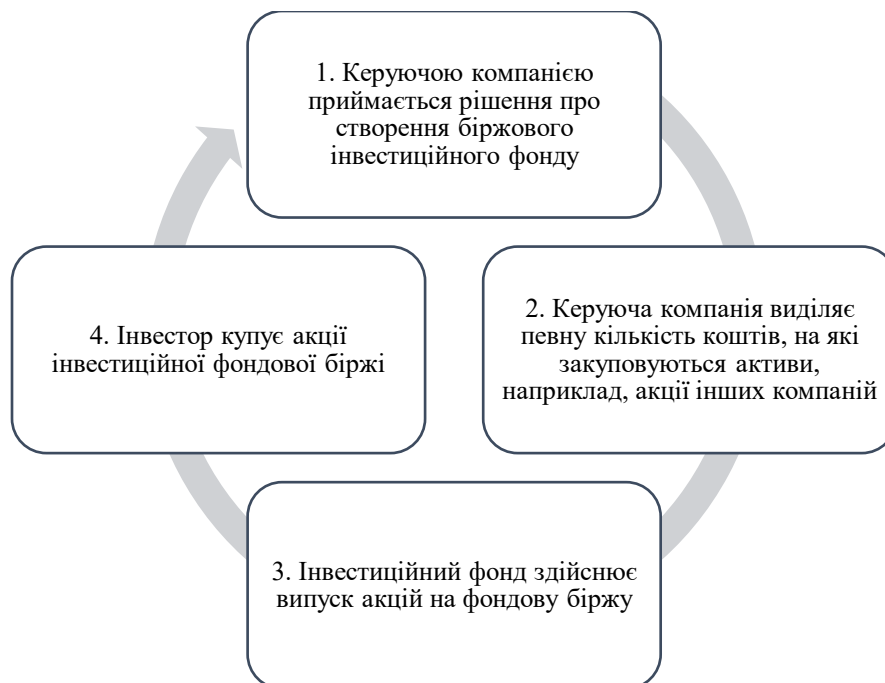 1. Керуючою компанією
приймається рішення про
створення біржового
інвестиційного фонду
2. Керуюча компанія виділяє
певну кількість коштів, на які
закуповуються активи,
наприклад, акції інших компаній
3. Інвестиційний фонд здійснює
випуск акцій на фондову біржу
4. Інвестор купує акції
інвестиційної фондової біржі